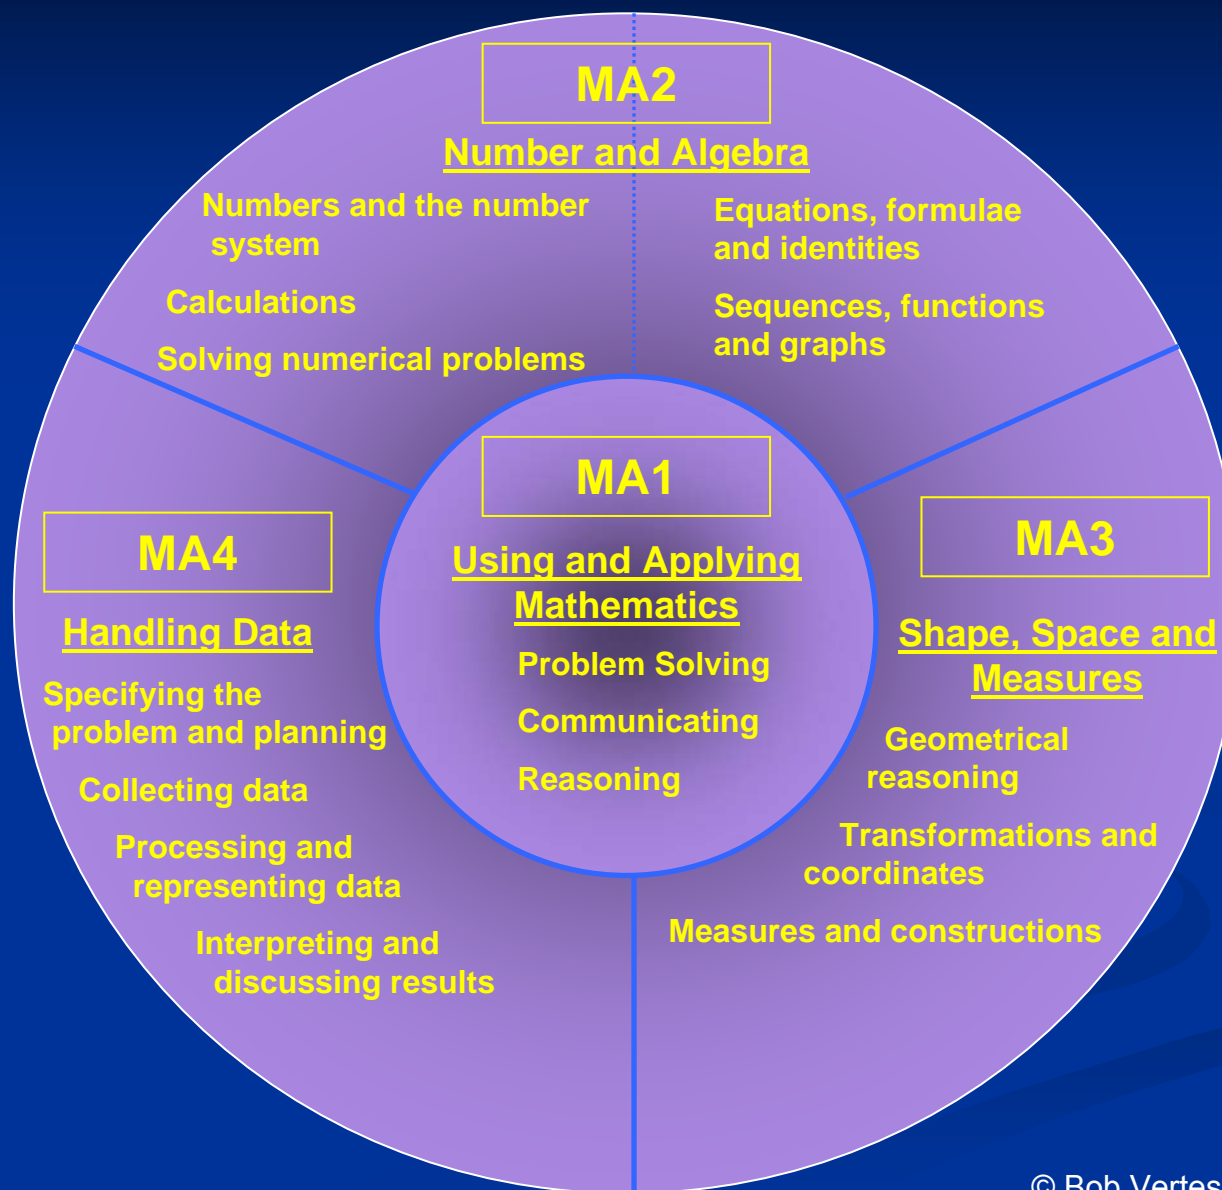 MA2
Number and Algebra
Numbers and the number
system
Calculations
Solving numerical problems
Equations, formulae
and identities
Sequences, functions
and graphs
MA1
Using and Applying
Mathematics
Problem Solving
Communicating
Reasoning
MA4
Handling Data
Specifying the
problem and planning
Collecting data
Processing and
representing data
Interpreting and
discussing results
MA3
Shape, Space and
Measures
Geometrical
reasoning
Transformations and
coordinates
Measures and constructions
© Bob Vertes